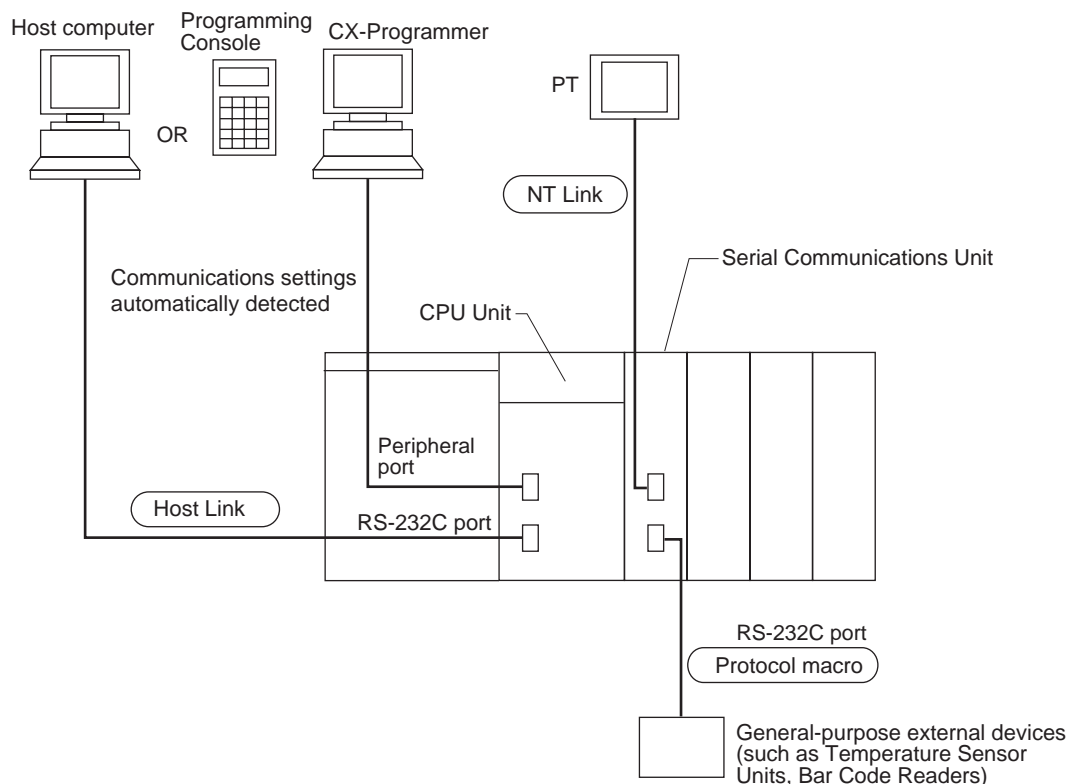 Host computer
Programming
Console
CX-Programmer
OR
PT
NT Link
Serial Communications Unit
Communications settings
automatically detected
CPU Unit
Peripheral
port
Host Link
RS-232C port
RS-232C port
Protocol macro
General-purpose external devices
(such as Temperature Sensor
Units, Bar Code Readers)